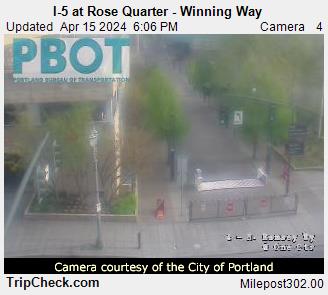 I-5 at Rose Quarter - Winning Way
Updated Apr 15 2024 6:06 PM Camera 4
PBOT
PORTLAND BUREAU OF TRANSPORTATION
Camera courtesy of the City of Portland
TripCheck.com Milepost302.00